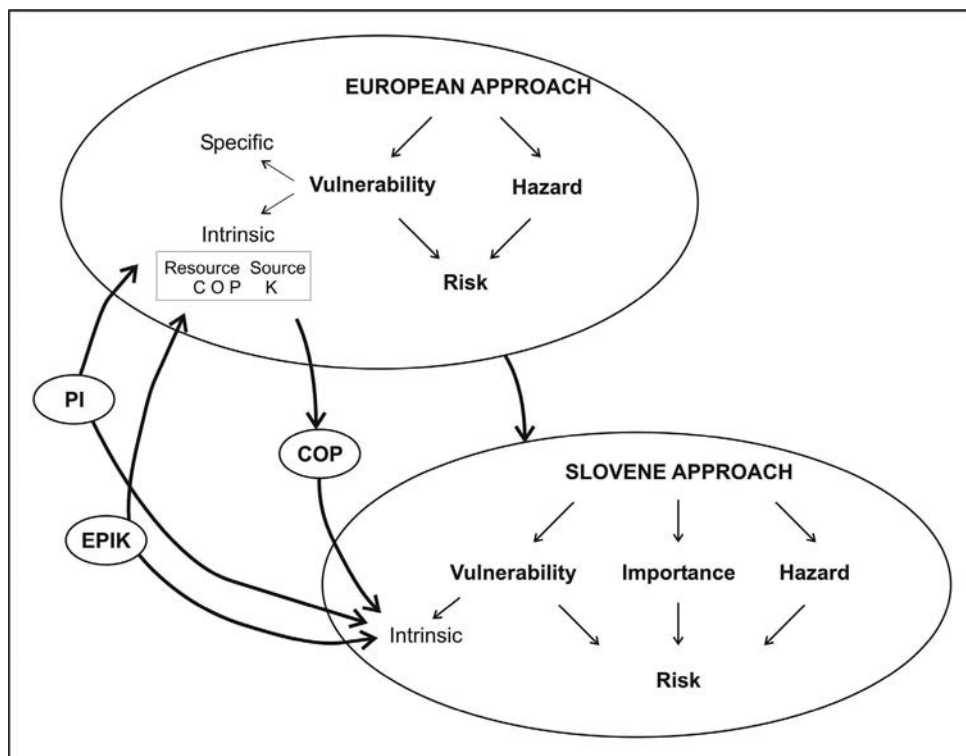 EUROPEAN APPROACH
Specific
Vulnerability
Hazard
Intrinsic
Resource Source
C O P K
Risk
PI
COP
EPIK
SLOVENE APPROACH
Vulnerability
Importance
Hazard
Intrinsic
Risk